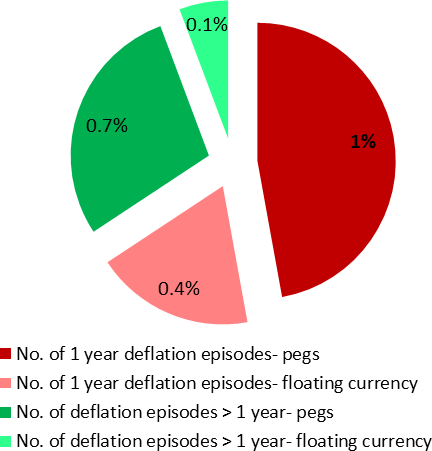 0.1%
1%
0.7%
0.4%
No. of 1 year deflation episodes- pegs
No. of 1 year deflation episodes- floating currency
No. of deflation episodes > 1 year- pegs
No. of deflation episodes > 1 year- floating currency